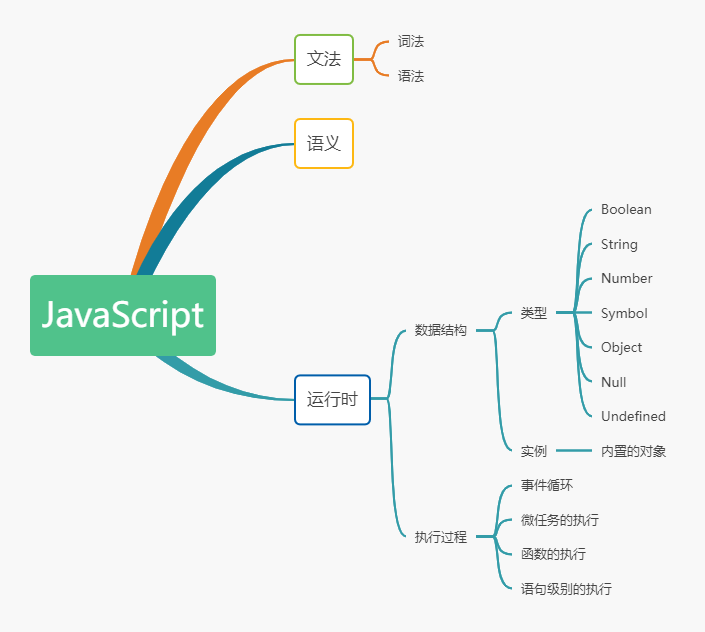 JavaScript
文法
词法
语法
语义
运行时
数据结构
类型
Boolean
String
Number
Symbol
Object
Null
Undefined
实例
内置的对象
执行过程
事件循环
微任务的执行
函数的执行
语句级别的执行